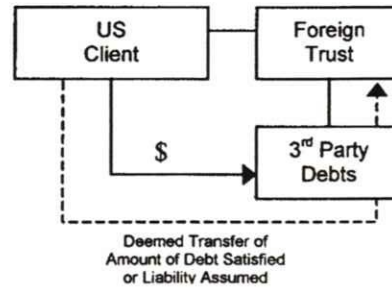 US
Client
Foreign
Trust
$
3rd Party
Debts
Deemed Transfer of
Amount of Debt Satisfied
or Liability Assumed